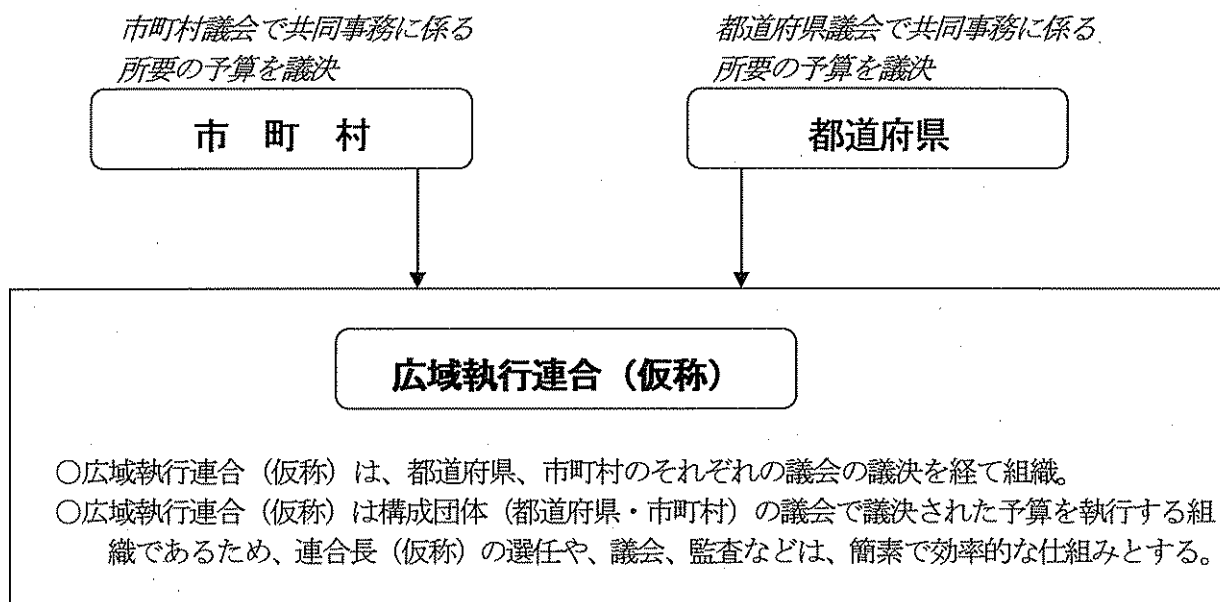 市町村議会で共同事務に係る
所要の予算を議決
市 町 村
都道府県議会で共同事務に係る
所要の予算を議決
都道府県
広域執行連合（仮称）
○広域執行連合（仮称）は、都道府県、市町村のそれぞれの議会の議決を経て組織。
○広域執行連合（仮称）は構成団体（都道府県・市町村）の議会で議決された予算を執行する組
織であるため、連合長（仮称）の選任や、議会、監査などは、簡素で効率的な仕組みとする。